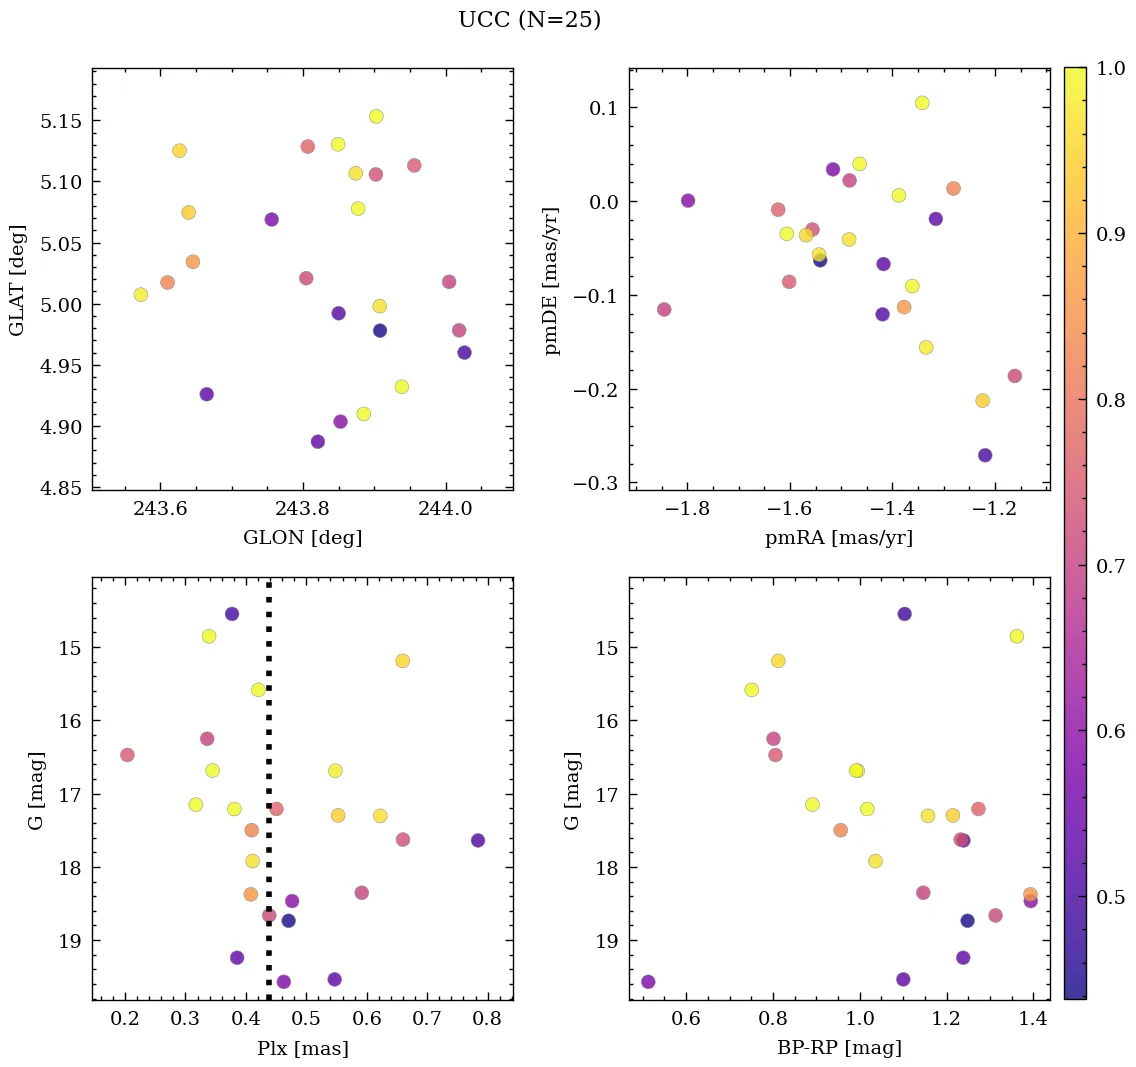 UCC (N=25)
5.15
5.10
5.05
5.00
4.95
4.90
4.85
GLAT [deg]
243.6 243.8 244.0
GLON [deg]
0.1
0.0
−0.1
−0.2
−0.3
pmDE [mas/yr]
−1.8 −1.6 −1.4 −1.2
pmRA [mas/yr]
15
16
17
18
19
G [mag]
0.2 0.3 0.4 0.5 0.6 0.7 0.8
Plx [mas]
15
16
17
18
19
G [mag]
0.6 0.8 1.0 1.2 1.4
BP-RP [mag]
1.0
0.9
0.8
0.7
0.6
0.5